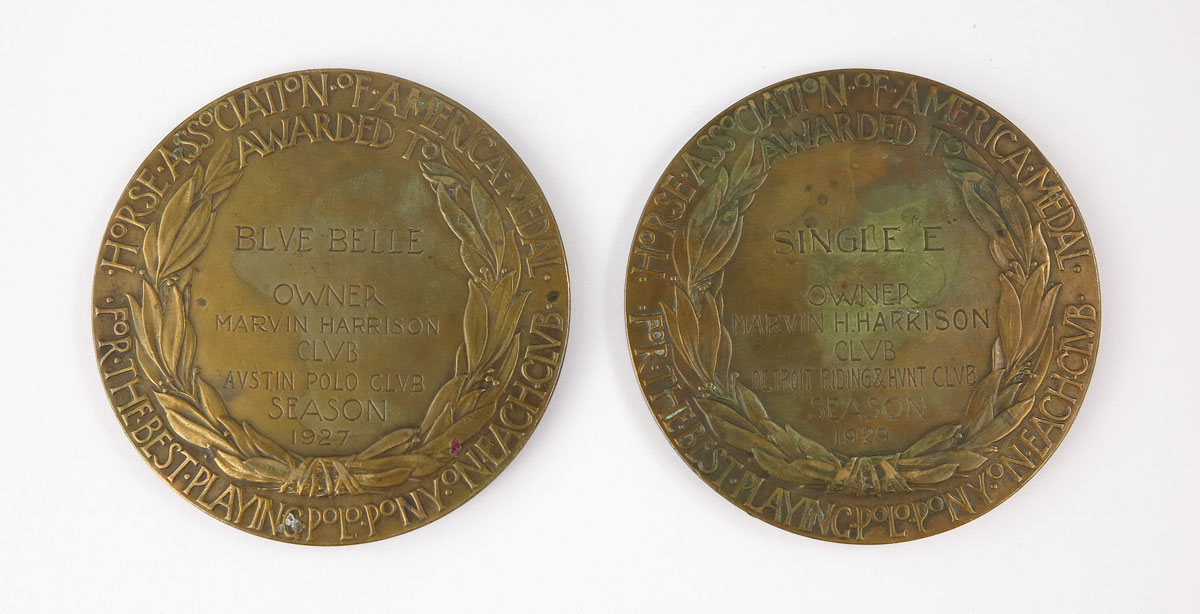 HORSE·ASSOCIATION·OF·AMERICA·MEDAL·
FOR·THE·BEST·PLAYING·POLO·PONY·ON·EACH·CLVB·
AWARDED TO
BLVE BELLE
OWNER
MARVIN HARRISON
CLVB
AVSTIN POLO CLVB
SEASON
1927
HORSE·ASSOCIATION·OF·AMERICA·MEDAL·
FOR·THE·BEST·PLAYING·POLO·PONY·ON·EACH·CLVB·
AWARDED TO
SINGLE "E"
OWNER
MARVIN H. HARRISON
CLVB
DETROIT RIDING & HVNT CLVB
SEASON
1929